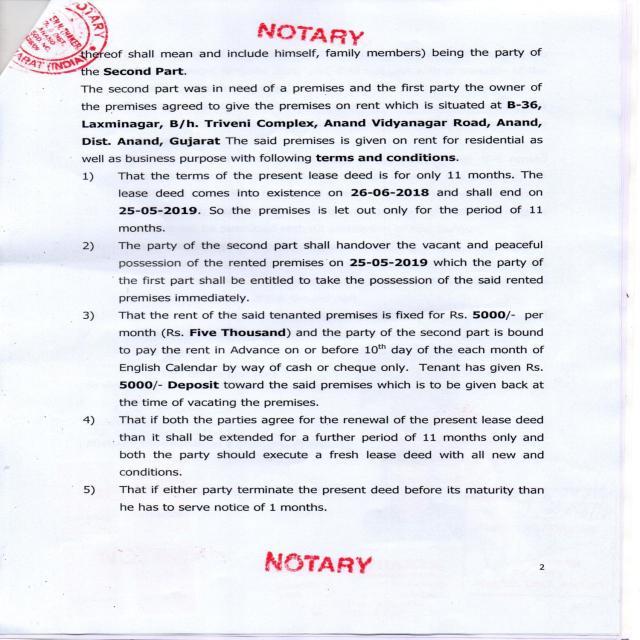 NOTARY
NOTARY
ARAT (INDIA)
thereof shall mean and include himself, family members) being the party of
the Second Part.
The second part was in need of a premises and the first party the owner of
the premises agreed to give the premises on rent which is situated at B-36,
Laxminagar, B/h. Triveni Complex, Anand Vidyanagar Road, Anand,
Dist. Anand, Gujarat The said premises is given on rent for residential
as well as business purpose with following terms and conditions.
1) That the terms of the present lease deed is for only 11 months. The
lease deed comes into existence on 26-06-2018 and shall end on
25-05-2019. So the premises is let out only for the period of 11
months.
2) The party of the second part shall handover the vacant and peaceful
possession of the rented premises on 25-05-2019 which the party of
the first part shall be entitled to take the possession of the said rented
premises immediately.
3) That the rent of the said tenanted premises is fixed for Rs. 5000/- per
month (Rs. Five Thousand) and the party of the second part is bound
to pay the rent in Advance on or before 10th day of the each month of
English Calendar by way of cash or cheque only. Tenant has given Rs.
5000/- Deposit toward the said premises which is to be given back at
the time of vacating the premises.
4) That if both the parties agree for the renewal of the present lease deed
than it shall be extended for a further period of 11 months only and
both the party should execute a fresh lease deed with all new and
conditions.
5) That if either party terminate the present deed before its maturity than
he has to serve notice of 1 months.
NOTARY
2